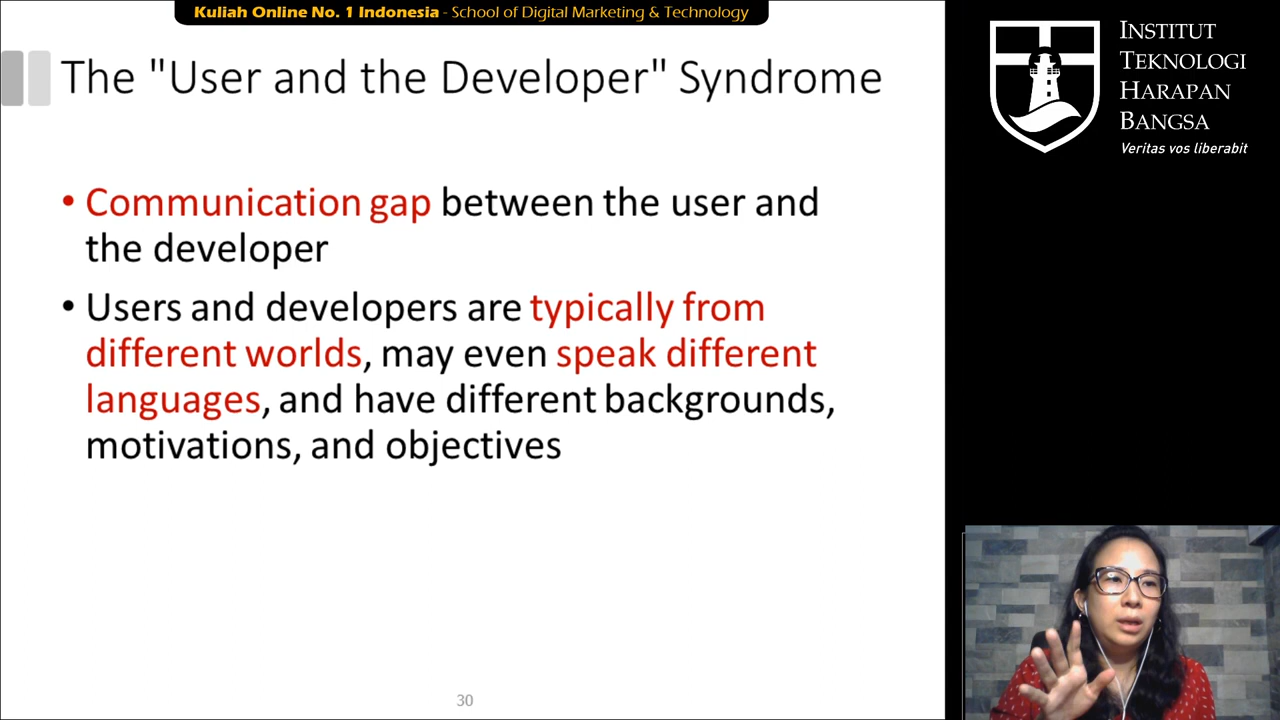 Kuliah Online No. 1 Indonesia - School of Digital Marketing & Technology
The "User and the Developer" Syndrome
• Communication gap between the user and
the developer
• Users and developers are typically from
different worlds, may even speak different
languages, and have different backgrounds,
motivations, and objectives
30
INSTITUT
TEKNOLOGI
HARAPAN
BANGSA
Veritas vos liberabit